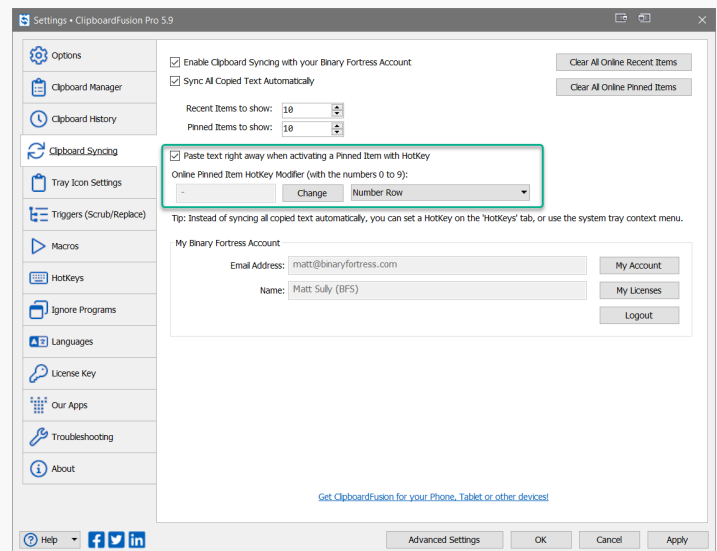 Settings • ClipboardFusion Pro 5.9
Options
Clipboard Manager
Clipboard History
Clipboard Syncing
Tray Icon Settings
Triggers (Scrub/Replace)
Macros
HotKeys
Ignore Programs
Languages
License Key
Our Apps
Troubleshooting
About
Enable Clipboard Syncing with your Binary Fortress Account
Clear All Online Recent Items
Sync All Copied Text Automatically
Clear All Online Pinned Items
Recent Items to show: 10
Pinned Items to show: 10
Paste text right away when activating a Pinned Item with HotKey
Online Pinned Item HotKey Modifier (with the numbers 0 to 9):
- Change Number Row
Tip: Instead of syncing all copied text automatically, you can set a HotKey on the 'HotKeys' tab, or use the system tray context menu.
My Binary Fortress Account
Email Address: matt@binaryfortress.com My Account
Name: Matt Sully (BFS) My Licenses
Logout
Get ClipboardFusion for your Phone, Tablet or other devices!
Help Advanced Settings OK Cancel Apply